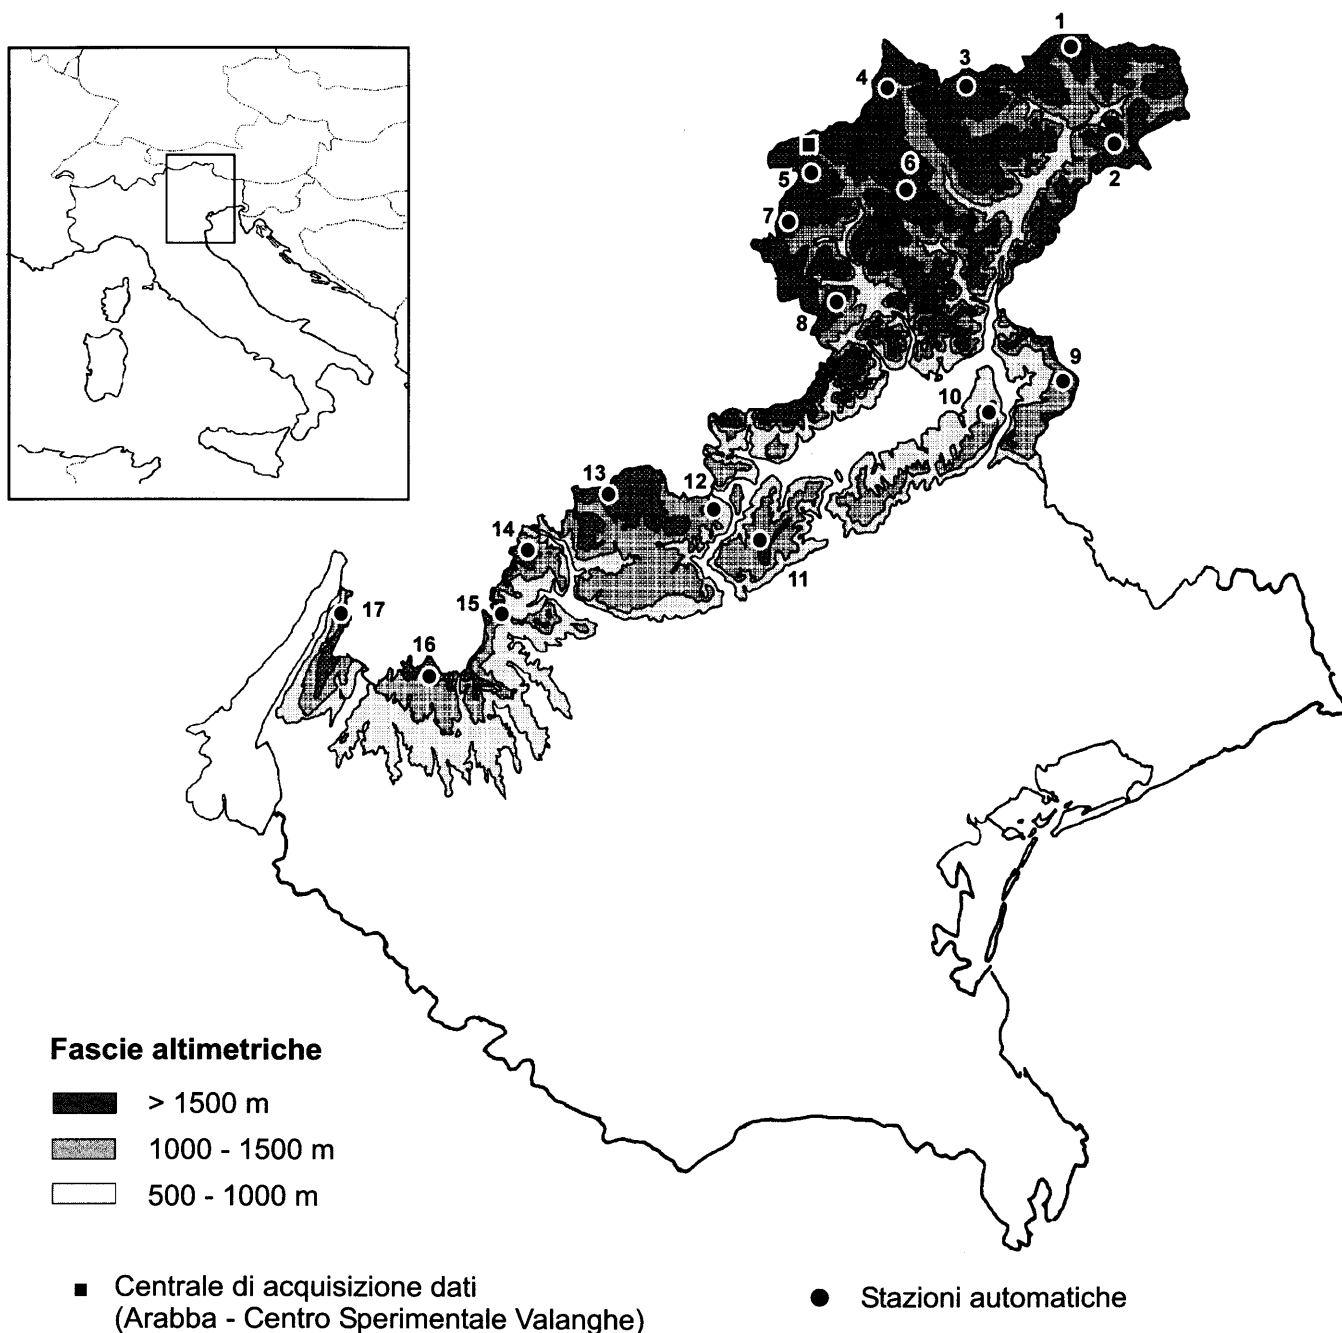 1
3
4
2
5
6
7
8
9
10
13
12
14
11
17
15
16
Fascie altimetriche
> 1500 m
1000 - 1500 m
500 - 1000 m
Centrale di acquisizione dati
(Arabba - Centro Sperimentale Valanghe)
Stazioni automatiche